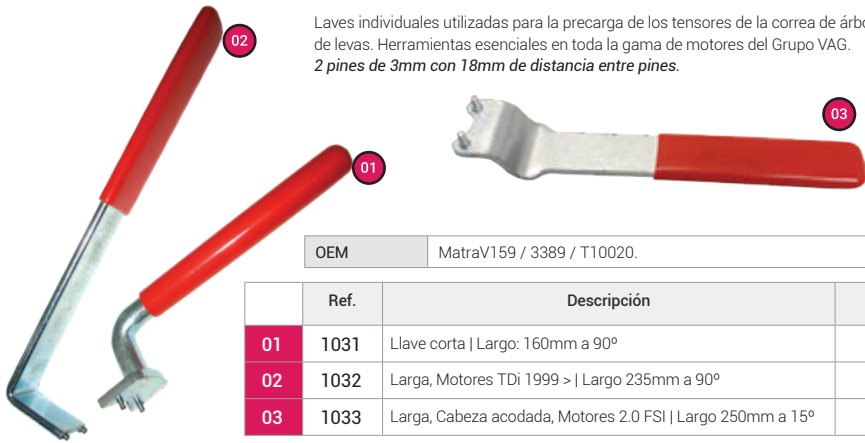 Laves individuales utilizadas para la precarga de los tensores de la correa de árbo
de levas. Herramientas esenciales en toda la gama de motores del Grupo VAG.
2 pines de 3mm con 18mm de distancia entre pines.
02
03
01
OEM MatraV159 / 3389 / T10020.
Ref. Descripción
01 1031 Llave corta | Largo: 160mm a 90º
02 1032 Larga, Motores TDi 1999 > | Largo 235mm a 90º
03 1033 Larga, Cabeza acodada, Motores 2.0 FSI | Largo 250mm a 15º